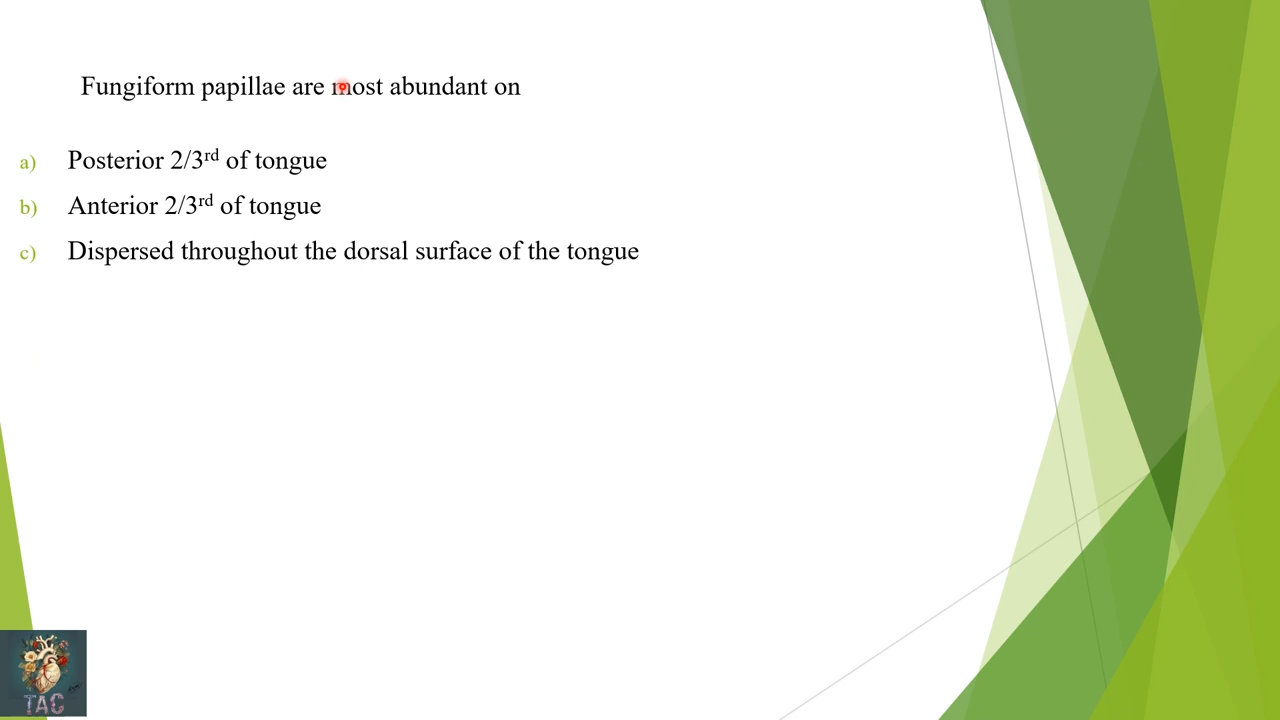 Fungiform papillae are most abundant on
a) Posterior 2/3rd of tongue
b) Anterior 2/3rd of tongue
c) Dispersed throughout the dorsal surface of the tongue
TAC